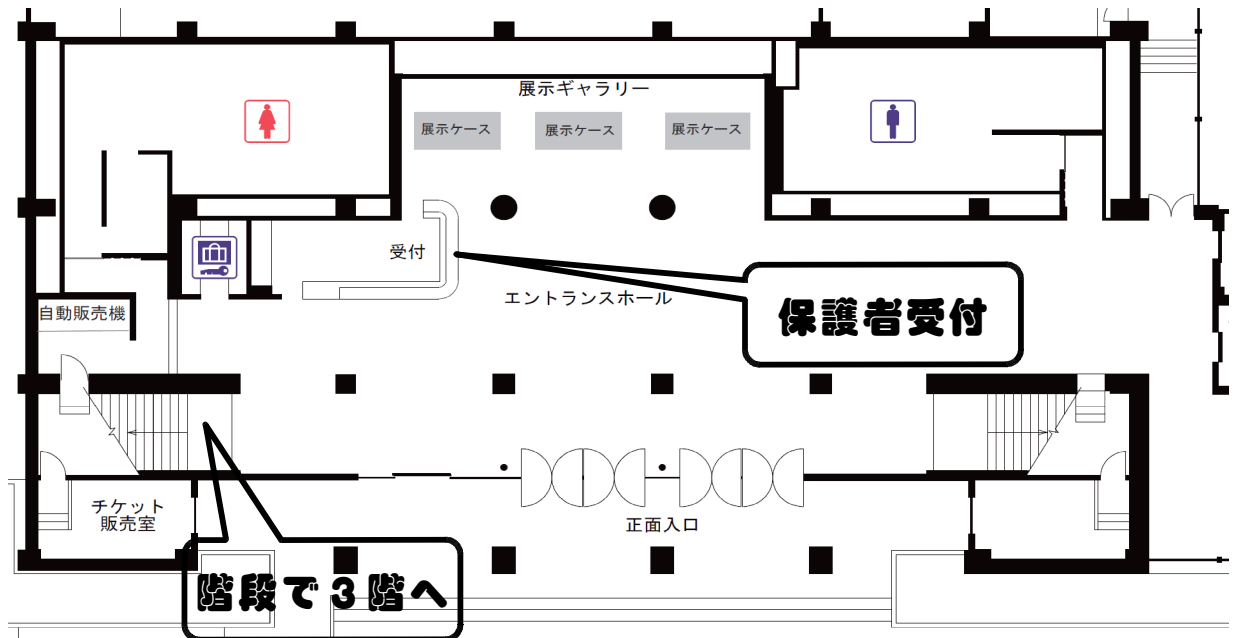 展示ギャラリー
展示ケース
展示ケース
展示ケース
受付
エントランスホール
保護者受付
自動販売機
チケット
販売室
正面入口
階段で3階へ